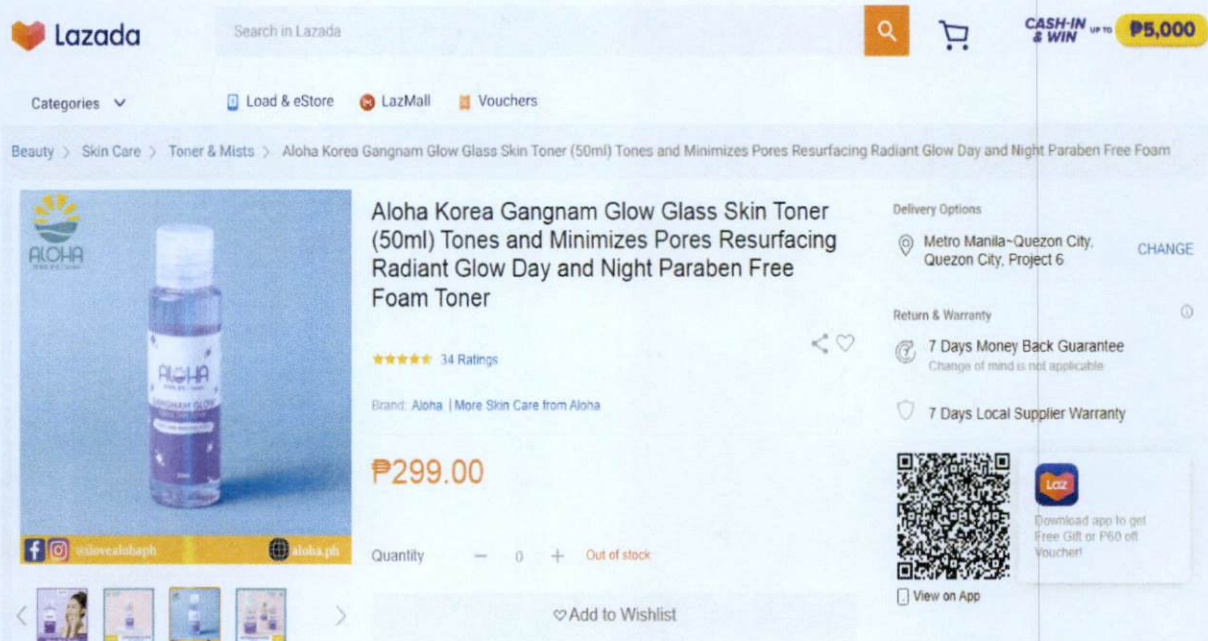 Lazada
Search in Lazada
CASH-IN & WIN UP TO ₱5,000
Categories
Load & eStore
LazMall
Vouchers
Beauty > Skin Care > Toner & Mists > Aloha Korea Gangnam Glow Glass Skin Toner (50ml) Tones and Minimizes Pores Resurfacing Radiant Glow Day and Night Paraben Free Foam
ALOHA
ALOHA
GANGNAM GLOW
ilovealohaph
aloha.ph
Aloha Korea Gangnam Glow Glass Skin Toner
(50ml) Tones and Minimizes Pores Resurfacing
Radiant Glow Day and Night Paraben Free
Foam Toner
34 Ratings
Brand: Aloha | More Skin Care from Aloha
₱299.00
Quantity − 0 + Out of stock
Add to Wishlist
Delivery Options
Metro Manila~Quezon City,
Quezon City, Project 6
CHANGE
Return & Warranty
7 Days Money Back Guarantee
Change of mind is not applicable
7 Days Local Supplier Warranty
Laz
Download app to get
Free Gift or P60 off
Voucher!
View on App